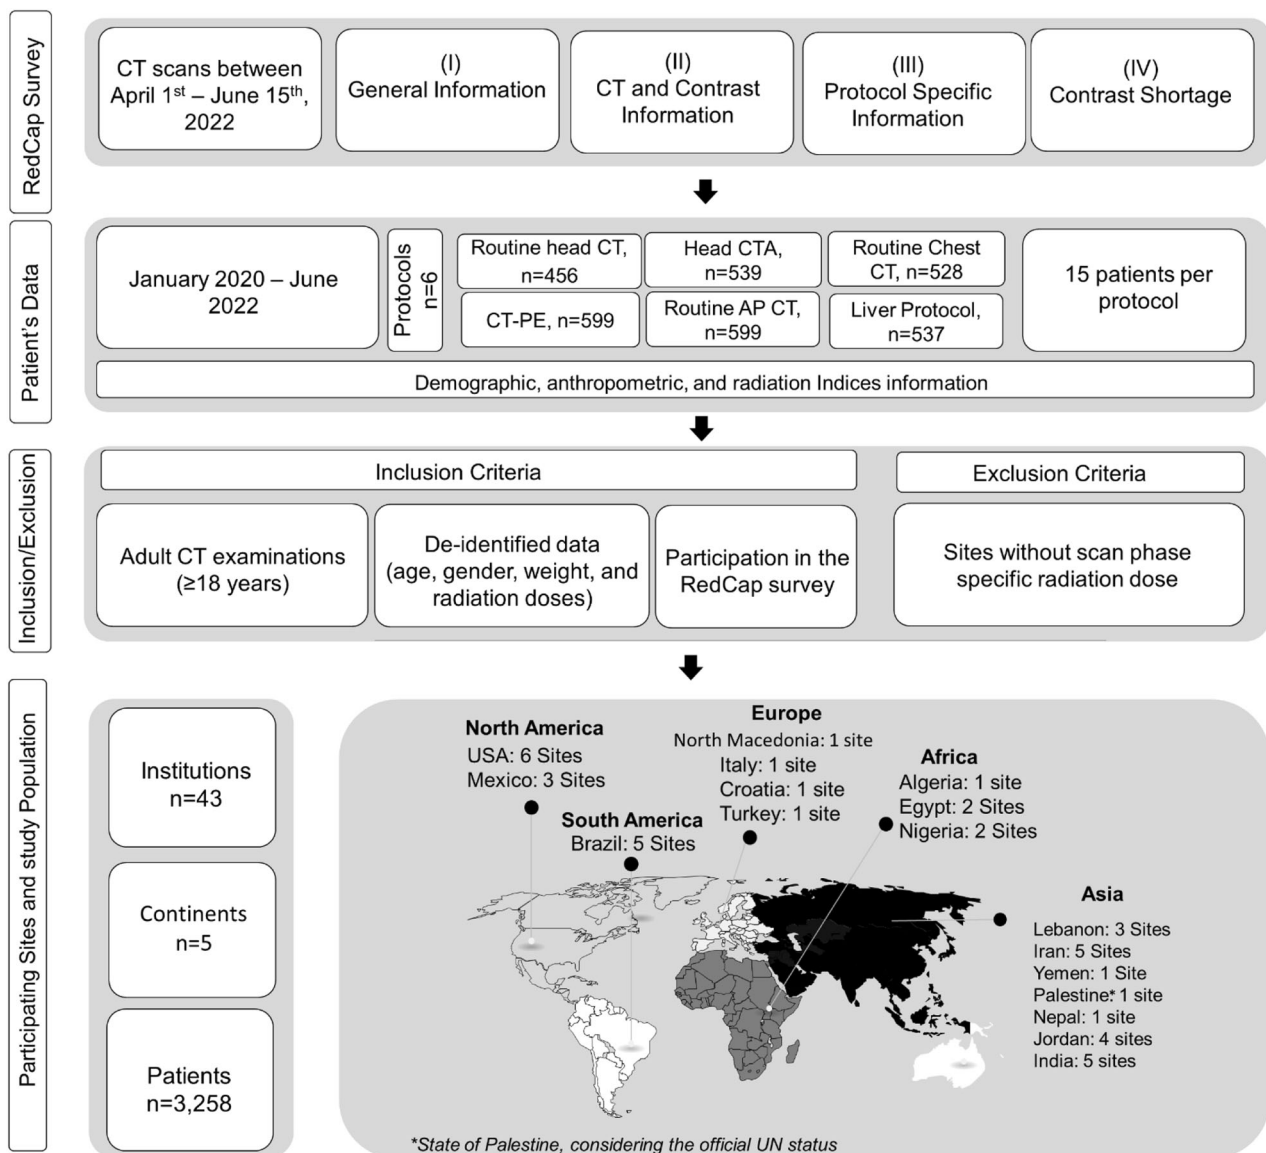 RedCap Survey
CT scans between
April 1st – June 15th,
2022
(I)
General Information
(II)
CT and Contrast
Information
(III)
Protocol Specific
Information
(IV)
Contrast Shortage
Patient's Data
January 2020 – June
2022
Protocols
n=6
Routine head CT,
n=456
Head CTA,
n=539
Routine Chest
CT, n=528
CT-PE, n=599
Routine AP CT,
n=599
Liver Protocol,
n=537
15 patients per
protocol
Demographic, anthropometric, and radiation Indices information
Inclusion/Exclusion
Inclusion Criteria
Exclusion Criteria
Adult CT examinations
(≥18 years)
De-identified data
(age, gender, weight, and
radiation doses)
Participation in the
RedCap survey
Sites without scan phase
specific radiation dose
Participating Sites and study Population
Institutions
n=43
Continents
n=5
Patients
n=3,258
North America
USA: 6 Sites
Mexico: 3 Sites
South America
Brazil: 5 Sites
Europe
North Macedonia: 1 site
Italy: 1 site
Croatia: 1 site
Turkey: 1 site
Africa
Algeria: 1 site
Egypt: 2 Sites
Nigeria: 2 Sites
Asia
Lebanon: 3 Sites
Iran: 5 Sites
Yemen: 1 Site
Palestine:* 1 site
Nepal: 1 site
Jordan: 4 sites
India: 5 sites
*State of Palestine, considering the official UN status